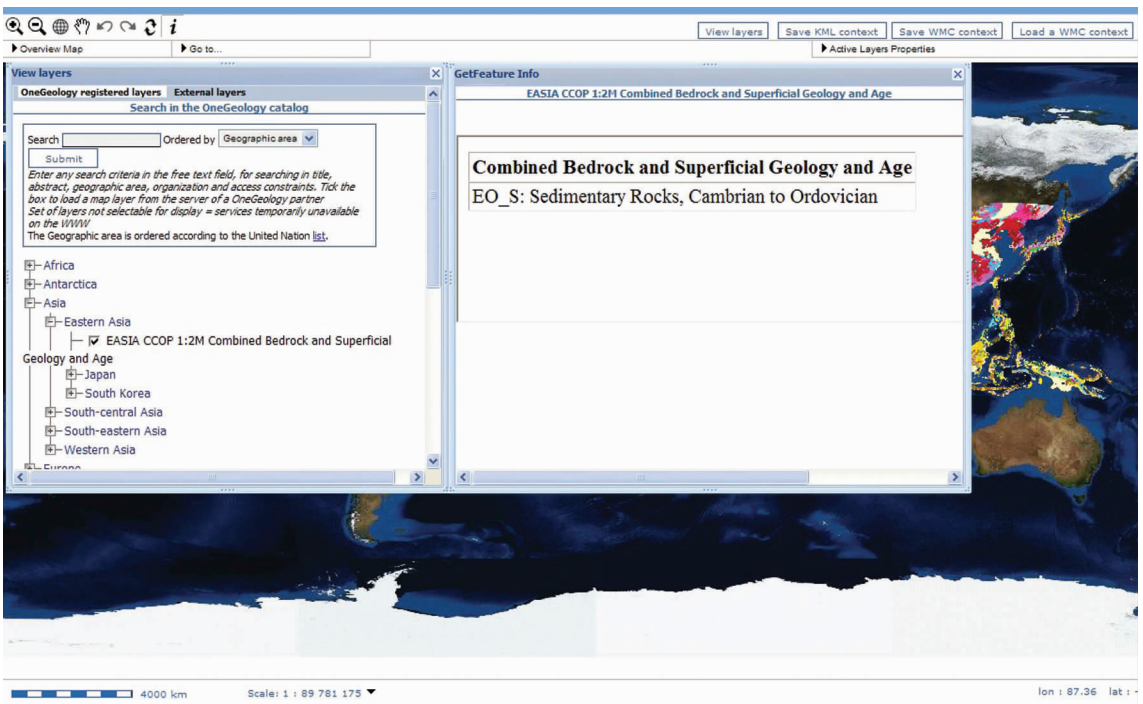 i
View layers
Save KML context
Save WMC context
Load a WMC context
Overview Map
Go to...
Active Layers Properties
View layers
OneGeology registered layers External layers
Search in the OneGeology catalog
Search Ordered by Geographic area
Submit
Enter any search criteria in the free text field, for searching in title,
abstract, geographic area, organization and access constraints. Tick the
box to load a map layer from the server of a OneGeology partner
Set of layers not selectable for display = services temporarily unavailable
on the WWW
The Geographic area is ordered according to the United Nation list.
Africa
Antarctica
Asia
Eastern Asia
EASIA CCOP 1:2M Combined Bedrock and Superficial
Geology and Age
Japan
South Korea
South-central Asia
South-eastern Asia
Western Asia
Europe
GetFeature Info
EASIA CCOP 1:2M Combined Bedrock and Superficial Geology and Age
Combined Bedrock and Superficial Geology and Age
EO_S: Sedimentary Rocks, Cambrian to Ordovician
4000 km
Scale: 1 : 89 781 175
lon : 87.36 lat : -